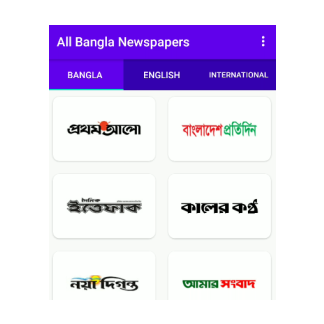 All Bangla Newspapers
BANGLA ENGLISH INTERNATIONAL
প্রথম আলো
বাংলাদেশ প্রতিদিন
দৈনিক
ইত্তেফাক
কালের কণ্ঠ
নয়া দিগন্ত
আমার সংবাদ